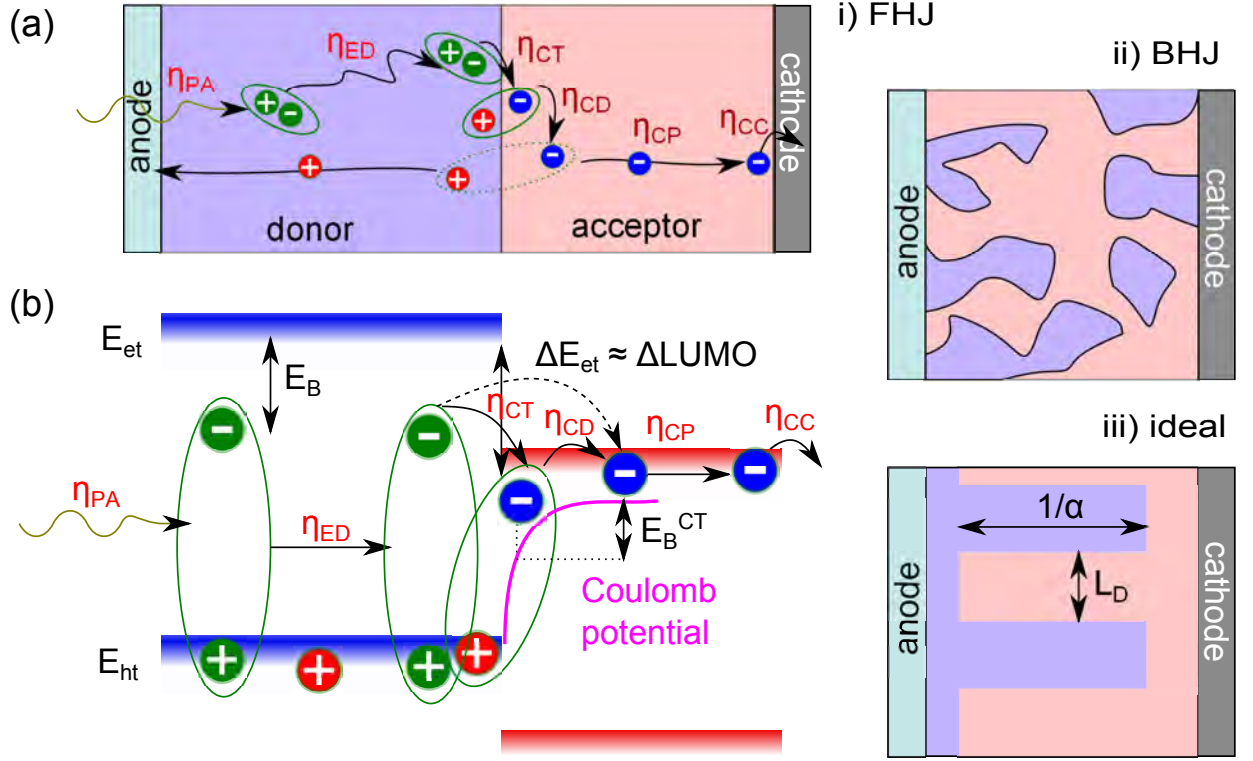 (a)
i) FHJ
ii) BHJ
anode
ηPA
ηED
ηCT
ηCD
ηCP
ηCC
cathode
+
-
+
-
-
+
-
+
+
-
-
donor
acceptor
anode
cathode
(b)
Eet
EB
ΔEet ≈ ΔLUMO
ηCT
ηCD
ηCP
ηCC
ηPA
ηED
-
-
-
-
-
EBCT
Coulomb
potential
Eht
+
+
+
+
iii) ideal
anode
1/α
LD
cathode